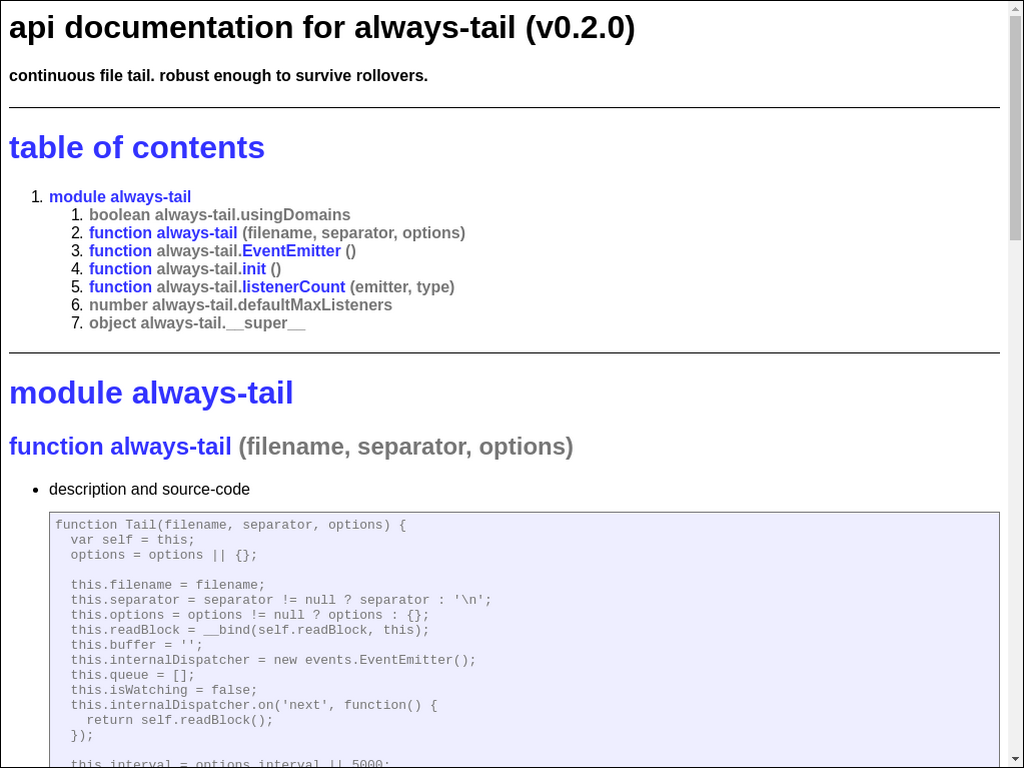 api documentation for always-tail (v0.2.0)
continuous file tail. robust enough to survive rollovers.
table of contents
1. module always-tail
1. boolean always-tail.usingDomains
2. function always-tail (filename, separator, options)
3. function always-tail.EventEmitter ()
4. function always-tail.init ()
5. function always-tail.listenerCount (emitter, type)
6. number always-tail.defaultMaxListeners
7. object always-tail.__super__
module always-tail
function always-tail (filename, separator, options)
• description and source-code
function Tail(filename, separator, options) {
  var self = this;
  options = options || {};

  this.filename = filename;
  this.separator = separator != null ? separator : '\n';
  this.options = options != null ? options : {};
  this.readBlock = __bind(self.readBlock, this);
  this.buffer = '';
  this.internalDispatcher = new events.EventEmitter();
  this.queue = [];
  this.isWatching = false;
  this.internalDispatcher.on('next', function() {
    return self.readBlock();
  });

  this.interval = options.interval || 5000;